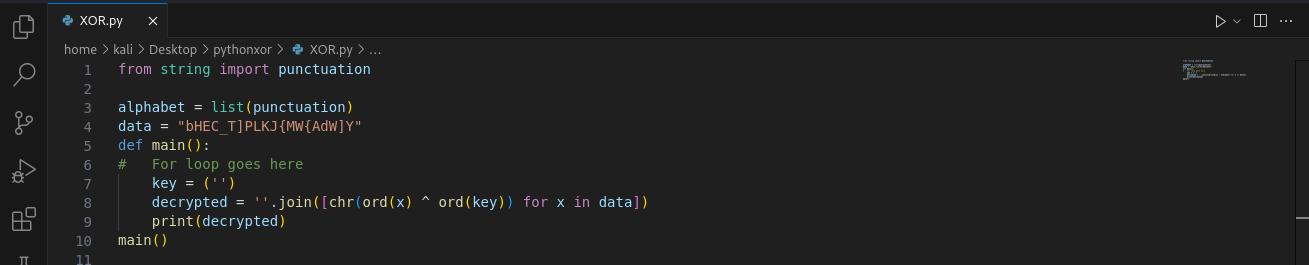 XOR.py
home > kali > Desktop > pythonxor > XOR.py > ...
1 from string import punctuation
2
3 alphabet = list(punctuation)
4 data = "bHEC_T]PLKJ{MW{AdW]Y"
5 def main():
6 #   For loop goes here
7     key = ('')
8     decrypted = ''.join([chr(ord(x) ^ ord(key)) for x in data])
9     print(decrypted)
10 main()
11